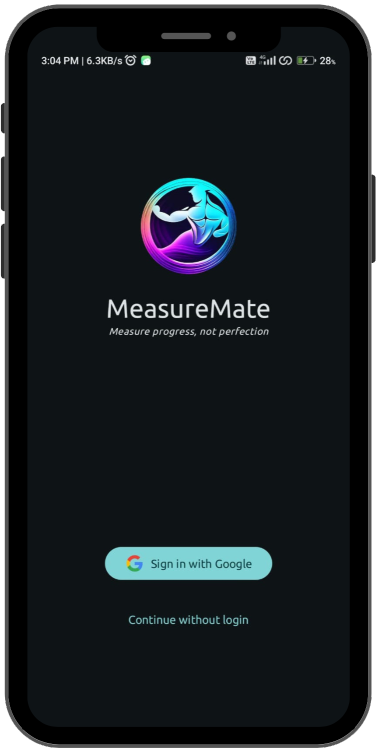 3:04 PM | 6.3KB/s 28%
MeasureMate
Measure progress, not perfection
Sign in with Google
Continue without login